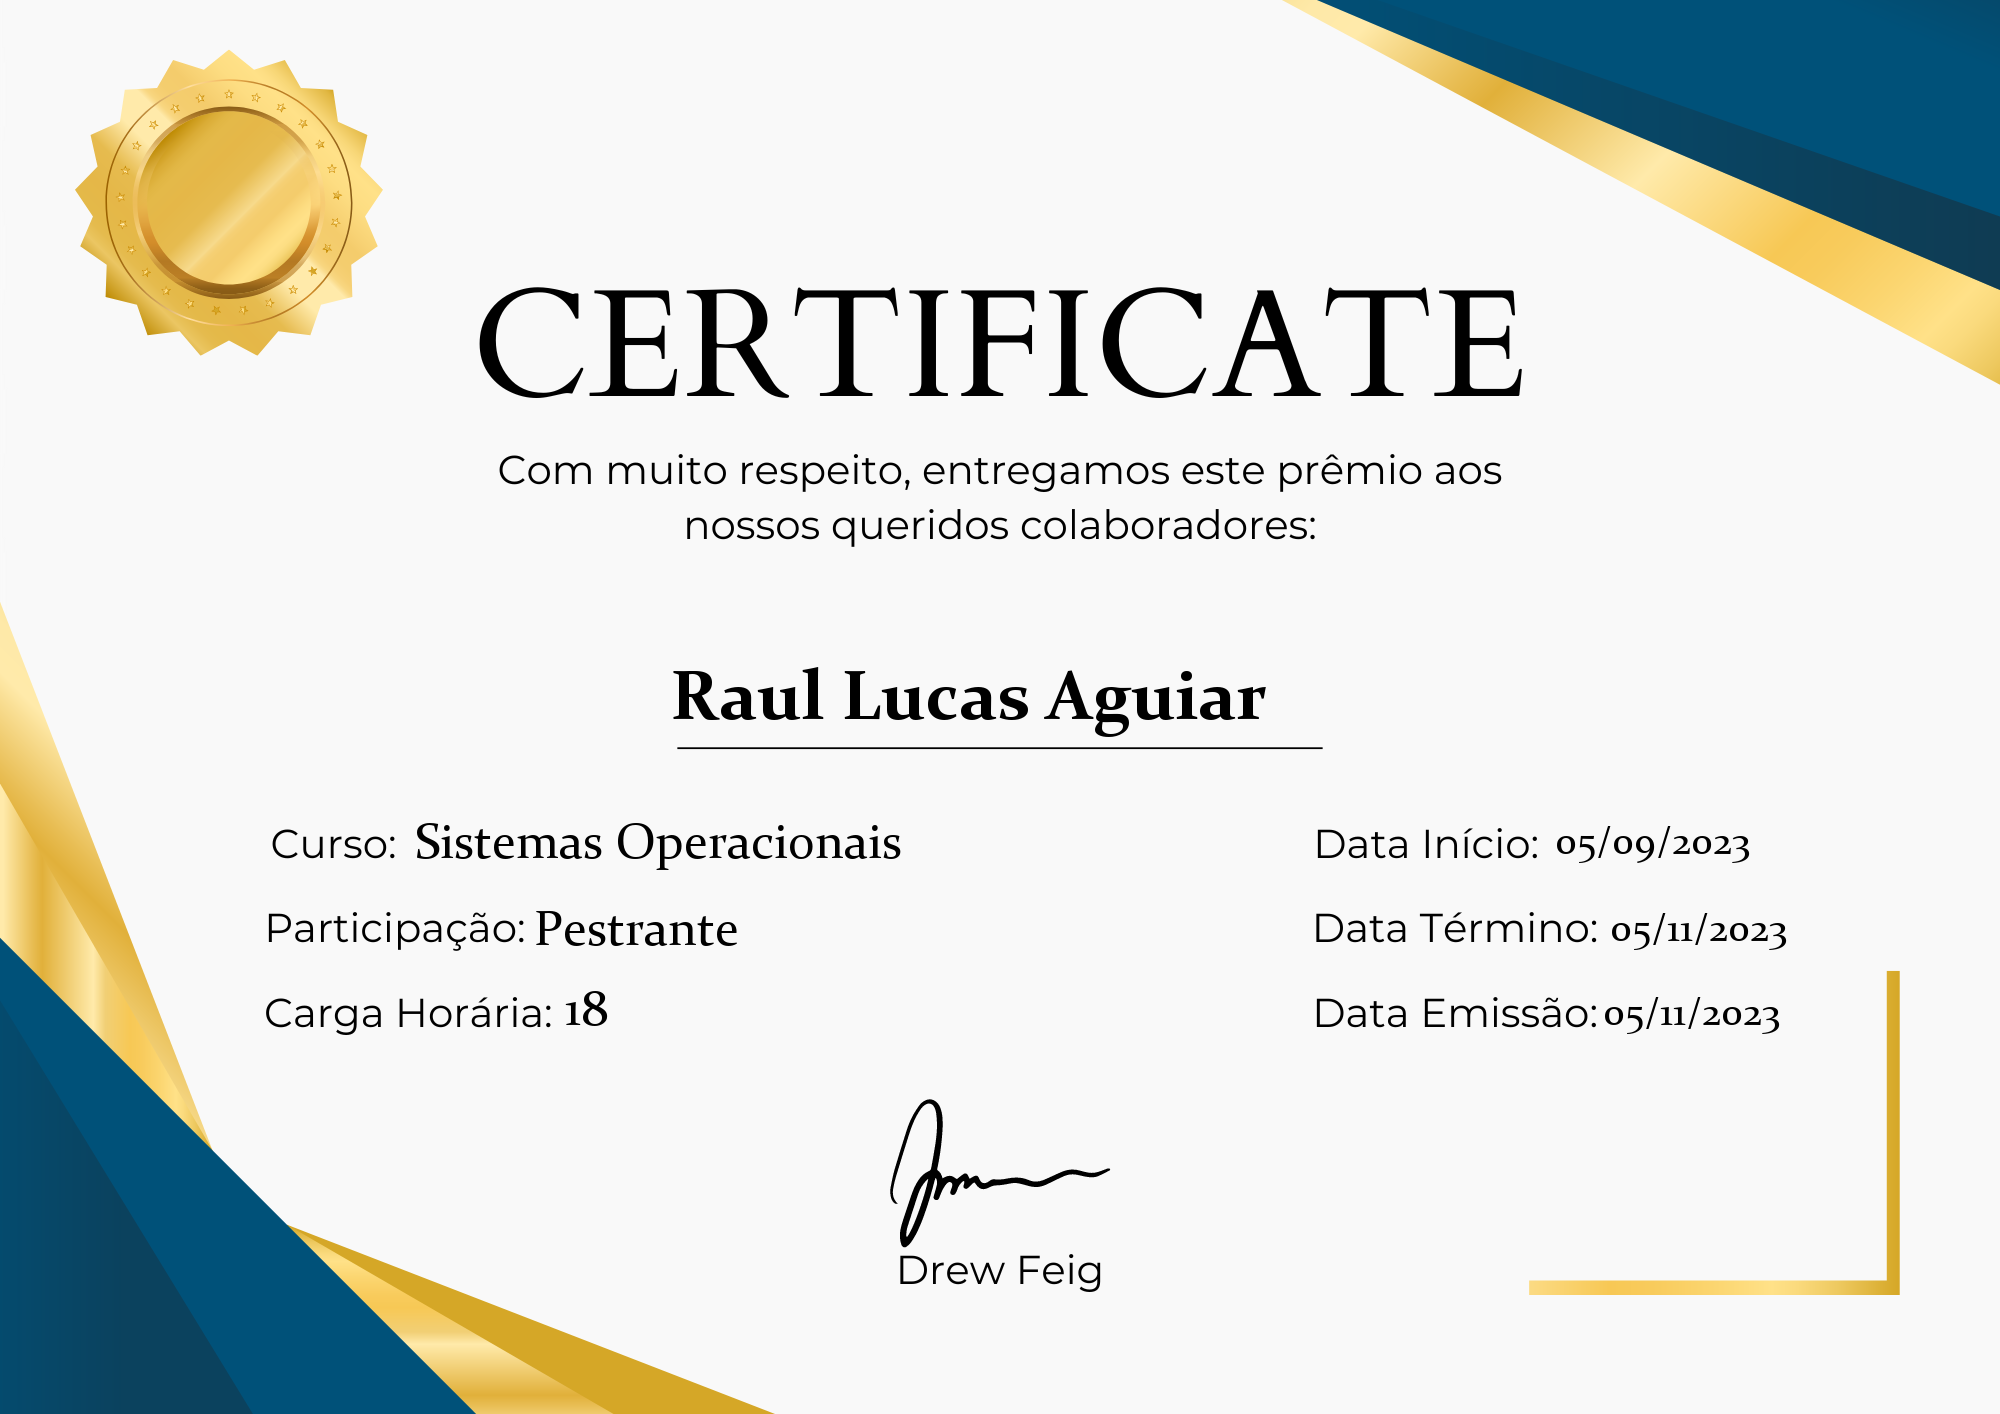 CERTIFICATE
Com muito respeito, entregamos este prêmio aos
nossos queridos colaboradores:
Raul Lucas Aguiar
Curso: Sistemas Operacionais
Data Início: 05/09/2023
Participação: Pestrante
Data Término: 05/11/2023
Carga Horária: 18
Data Emissão: 05/11/2023
Drew Feig